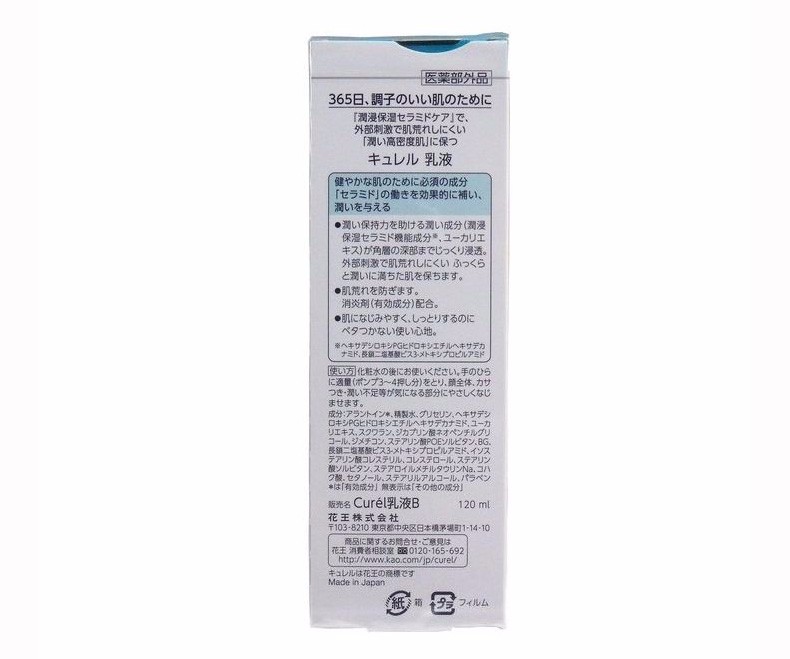 医薬部外品
365日、調子のいい肌のために
「潤浸保湿セラミドケア」で、
外部刺激で肌荒れしにくい
「潤い高密度肌」に保つ
キュレル 乳液
健やかな肌のために必須の成分
「セラミド」の働きを効果的に補い、
潤いを与える
●潤い保持力を助ける潤い成分(潤浸
保湿セラミド機能成分※、ユーカリエ
キス)が角層の深部までじっくり浸透。
外部刺激で肌荒れしにくい ふっくら
と潤いに満ちた肌を保ちます。
●肌荒れを防ぎます。
消炎剤(有効成分)配合。
●肌になじみやすく、しっとりするのに
ベタつかない使い心地。
※ヘキサデシロキシPGヒドロキシエチルヘキサデカ
ナミド、長鎖二塩基酸ビス3-メトキシプロピルアミド
使い方 化粧水の後にお使いください。手のひら
に適量(ポンプ3〜4押し分)をとり、顔全体、カサ
つき・潤い不足等が気になる部分にやさしくなじ
ませます。
成分:アラントイン*、精製水、グリセリン、ヘキサデシ
ロキシPGヒドロキシエチルヘキサデカナミド、ユーカ
リエキス、スクワラン、ジカプリン酸ネオペンチルグリ
コール、ジメチコン、ステアリン酸POEソルビタン、BG、
長鎖二塩基酸ビス3-メトキシプロピルアミド、イソス
テアリン酸コレステリル、コレステロール、ステアリン
酸ソルビタン、ステアロイルメチルタウリンNa、コハ
ク酸、セタノール、ステアリルアルコール、パラベン
*は「有効成分」 無表示は「その他の成分」
販売名 Curél乳液B 120 ml
花王株式会社
〒103-8210 東京都中央区日本橋茅場町1-14-10
商品に関するお問合せ・ご意見は
花王 消費者相談室 0120-165-692
http://www.kao.com/jp/curel/
キュレルは花王の商標です
Made in Japan
紙 箱 プラ フィルム